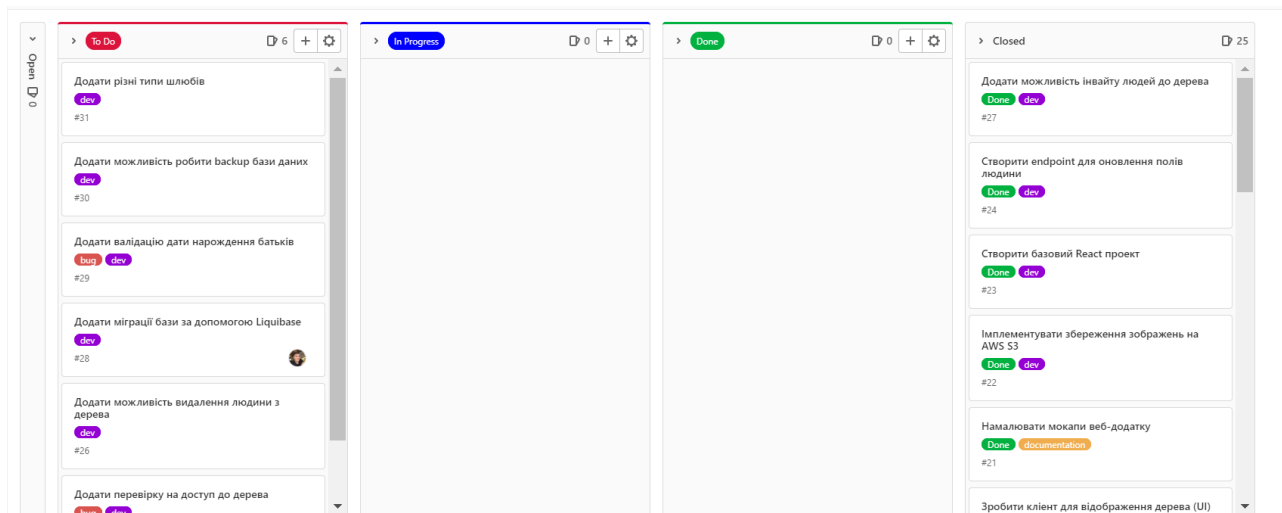 Open
0
To Do
6
Додати різні типи шлюбів
dev
#31
Додати можливість робити backup бази даних
dev
#30
Додати валідацію дати нарождення батьків
bug dev
#29
Додати міграції бази за допомогою Liquibase
dev
#28
Додати можливість видалення людини з
дерева
dev
#26
Додати перевірку на доступ до дерева
bug dev
In Progress
0
Done
0
Closed
25
Додати можливість інвайту людей до дерева
Done dev
#27
Створити endpoint для оновлення полів
людини
Done dev
#24
Створити базовий React проект
Done dev
#23
Імплементувати збереження зображень на
AWS S3
Done dev
#22
Намалювати мокапи веб-додатку
Done documentation
#21
Зробити клієнт для відображення дерева (UI)